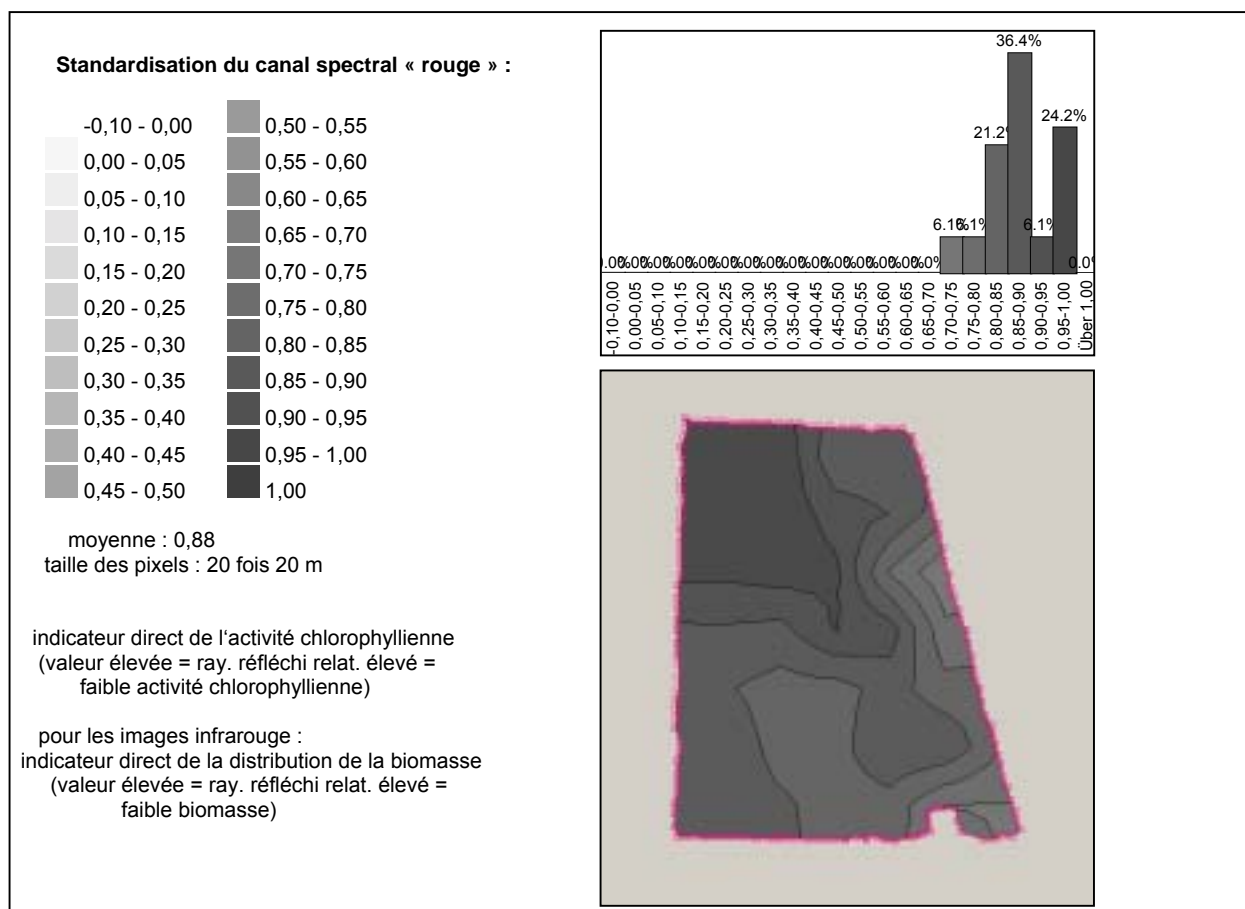 Standardisation du canal spectral « rouge » :
-0,10 - 0,00
0,00 - 0,05
0,05 - 0,10
0,10 - 0,15
0,15 - 0,20
0,20 - 0,25
0,25 - 0,30
0,30 - 0,35
0,35 - 0,40
0,40 - 0,45
0,45 - 0,50
0,50 - 0,55
0,55 - 0,60
0,60 - 0,65
0,65 - 0,70
0,70 - 0,75
0,75 - 0,80
0,80 - 0,85
0,85 - 0,90
0,90 - 0,95
0,95 - 1,00
1,00
moyenne : 0,88
taille des pixels : 20 fois 20 m
indicateur direct de l'activité chlorophyllienne
(valeur élevée = ray. réfléchi relat. élevé =
faible activité chlorophyllienne)
pour les images infrarouge :
indicateur direct de la distribution de la biomasse
(valeur élevée = ray. réfléchi relat. élevé =
faible biomasse)
36.4%
24.2%
21.2%
6.1%
6.1%
6.1%
-0,10-0,00
0,00-0,05
0,05-0,10
0,10-0,15
0,15-0,20
0,20-0,25
0,25-0,30
0,30-0,35
0,35-0,40
0,40-0,45
0,45-0,50
0,50-0,55
0,55-0,60
0,60-0,65
0,65-0,70
0,70-0,75
0,75-0,80
0,80-0,85
0,85-0,90
0,90-0,95
0,95-1,00
Über 1,00